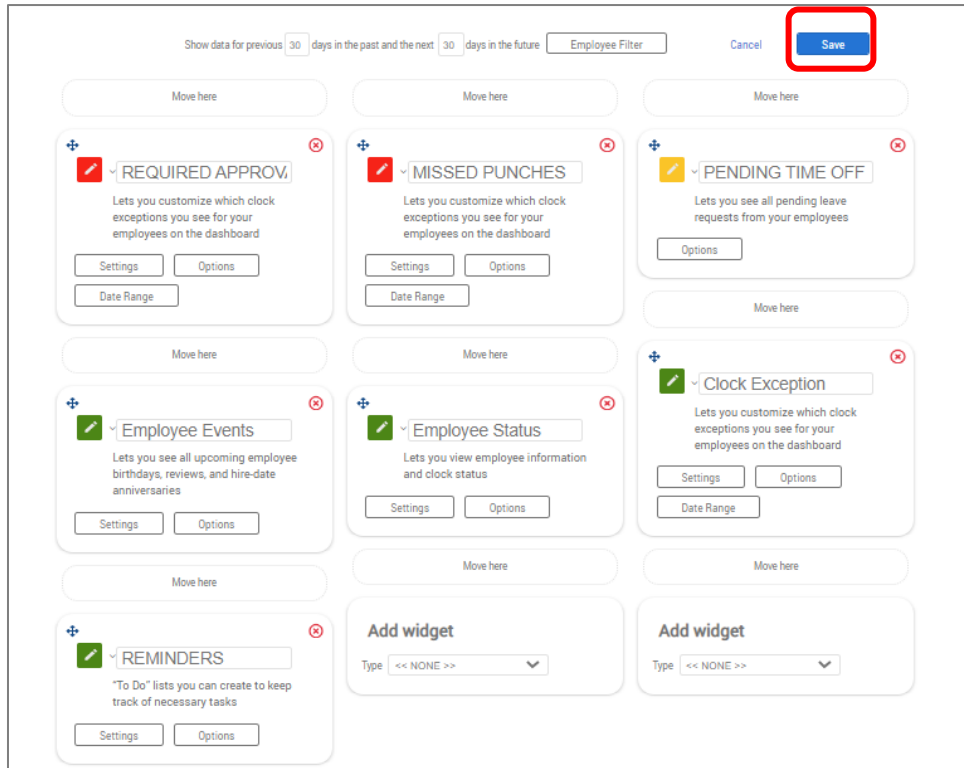 Show data for previous 30 days in the past and the next 30 days in the future Employee Filter Cancel Save
Move here
REQUIRED APPROV
Lets you customize which clock
exceptions you see for your
employees on the dashboard
Settings Options
Date Range
Move here
Employee Events
Lets you see all upcoming employee
birthdays, reviews, and hire-date
anniversaries
Settings Options
Move here
REMINDERS
"To Do" lists you can create to keep
track of necessary tasks
Settings Options
Move here
MISSED PUNCHES
Lets you customize which clock
exceptions you see for your
employees on the dashboard
Settings Options
Date Range
Move here
Employee Status
Lets you view employee information
and clock status
Settings Options
Move here
Add widget
Type << NONE >>
Move here
PENDING TIME OFF
Lets you see all pending leave
requests from your employees
Options
Move here
Clock Exception
Lets you customize which clock
exceptions you see for your
employees on the dashboard
Settings Options
Date Range
Move here
Add widget
Type << NONE >>